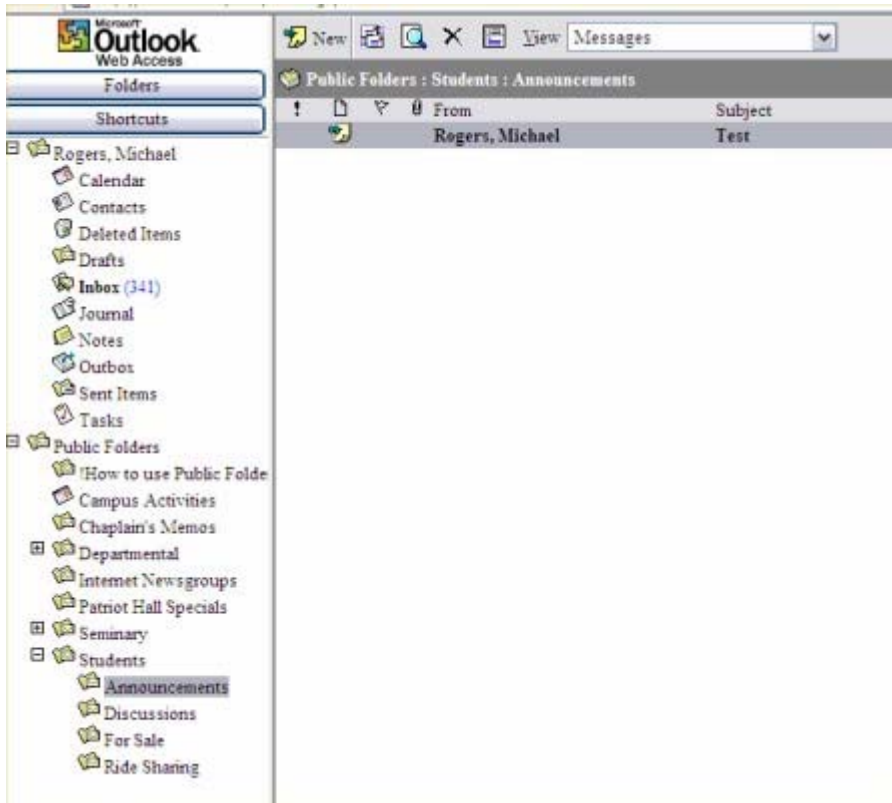 Microsoft
Outlook
Web Access
Folders
Shortcuts
Rogers, Michael
Calendar
Contacts
Deleted Items
Drafts
Inbox (341)
Journal
Notes
Outbox
Sent Items
Tasks
Public Folders
!How to use Public Folde
Campus Activities
Chaplain's Memos
Departmental
Internet Newsgroups
Patriot Hall Specials
Seminary
Students
Announcements
Discussions
For Sale
Ride Sharing
New View Messages
Public Folders : Students : Announcements
! From Subject
Rogers, Michael Test